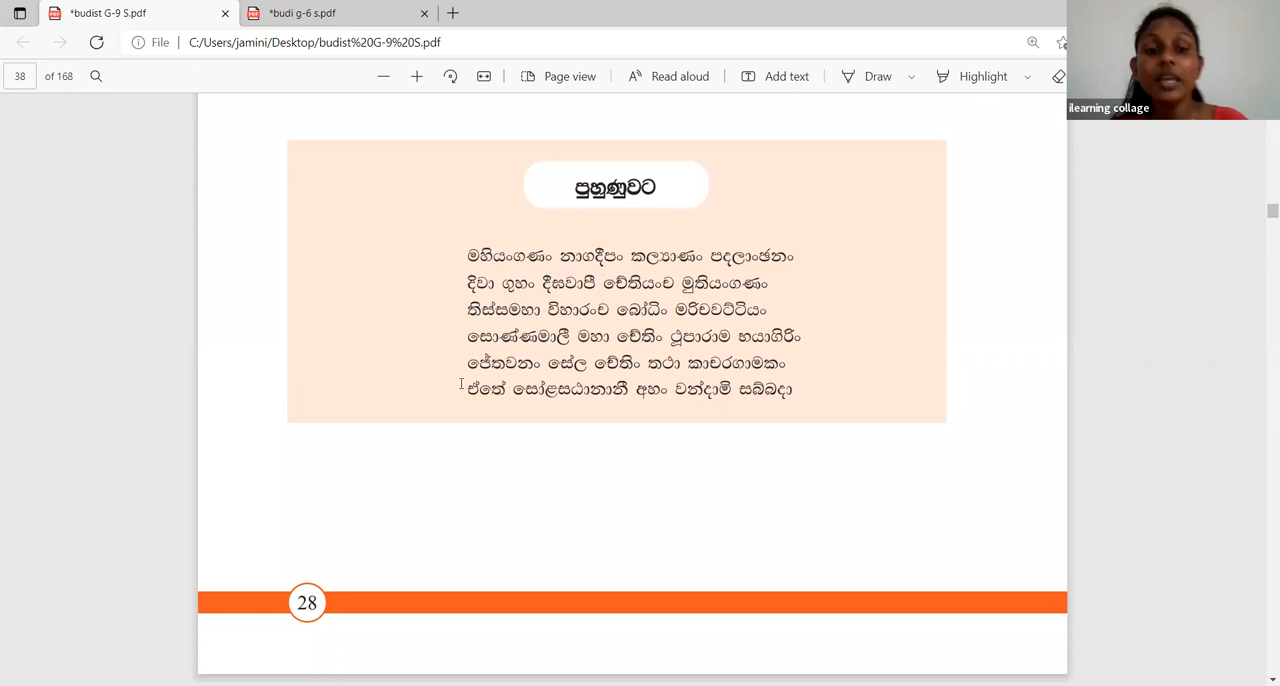 *budist G-9 S.pdf
*budi g-6 s.pdf
File C:/Users/jamini/Desktop/budist%20G-9%20S.pdf
38 of 168 Page view Read aloud Add text Draw Highlight
ilearning collage
පුහුණුවට
මහියංගණං නාගදීපං කල්‍යාණං පදලාංඡනං
දිවා ගුහං දීඝවාපී චේතියංච මුතියංගණං
තිස්සමහා විහාරංච බෝධිං මරිචවට්ටියං
සොණ්ණමාලී මහා චේතිං ථූපාරාම භයාගිරිං
ජේතවනං සේල චේතිං තථා කාචරගාමකං
ඒතේ සෝළසඨානානී අහං වන්දාමි සබ්බදා
28